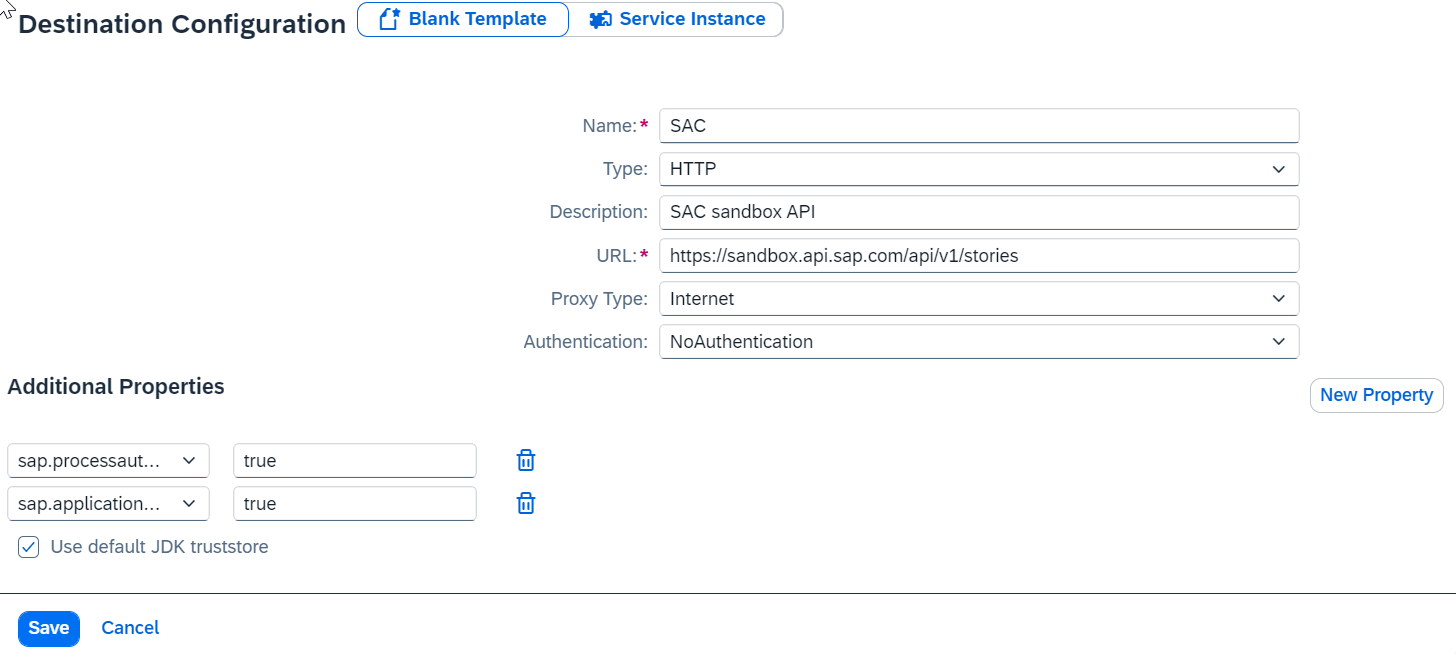 Destination Configuration Blank Template Service Instance
Name:* SAC
Type: HTTP
Description: SAC sandbox API
URL:* https://sandbox.api.sap.com/api/v1/stories
Proxy Type: Internet
Authentication: NoAuthentication
Additional Properties
New Property
sap.processaut... true
sap.application... true
Use default JDK truststore
Save Cancel